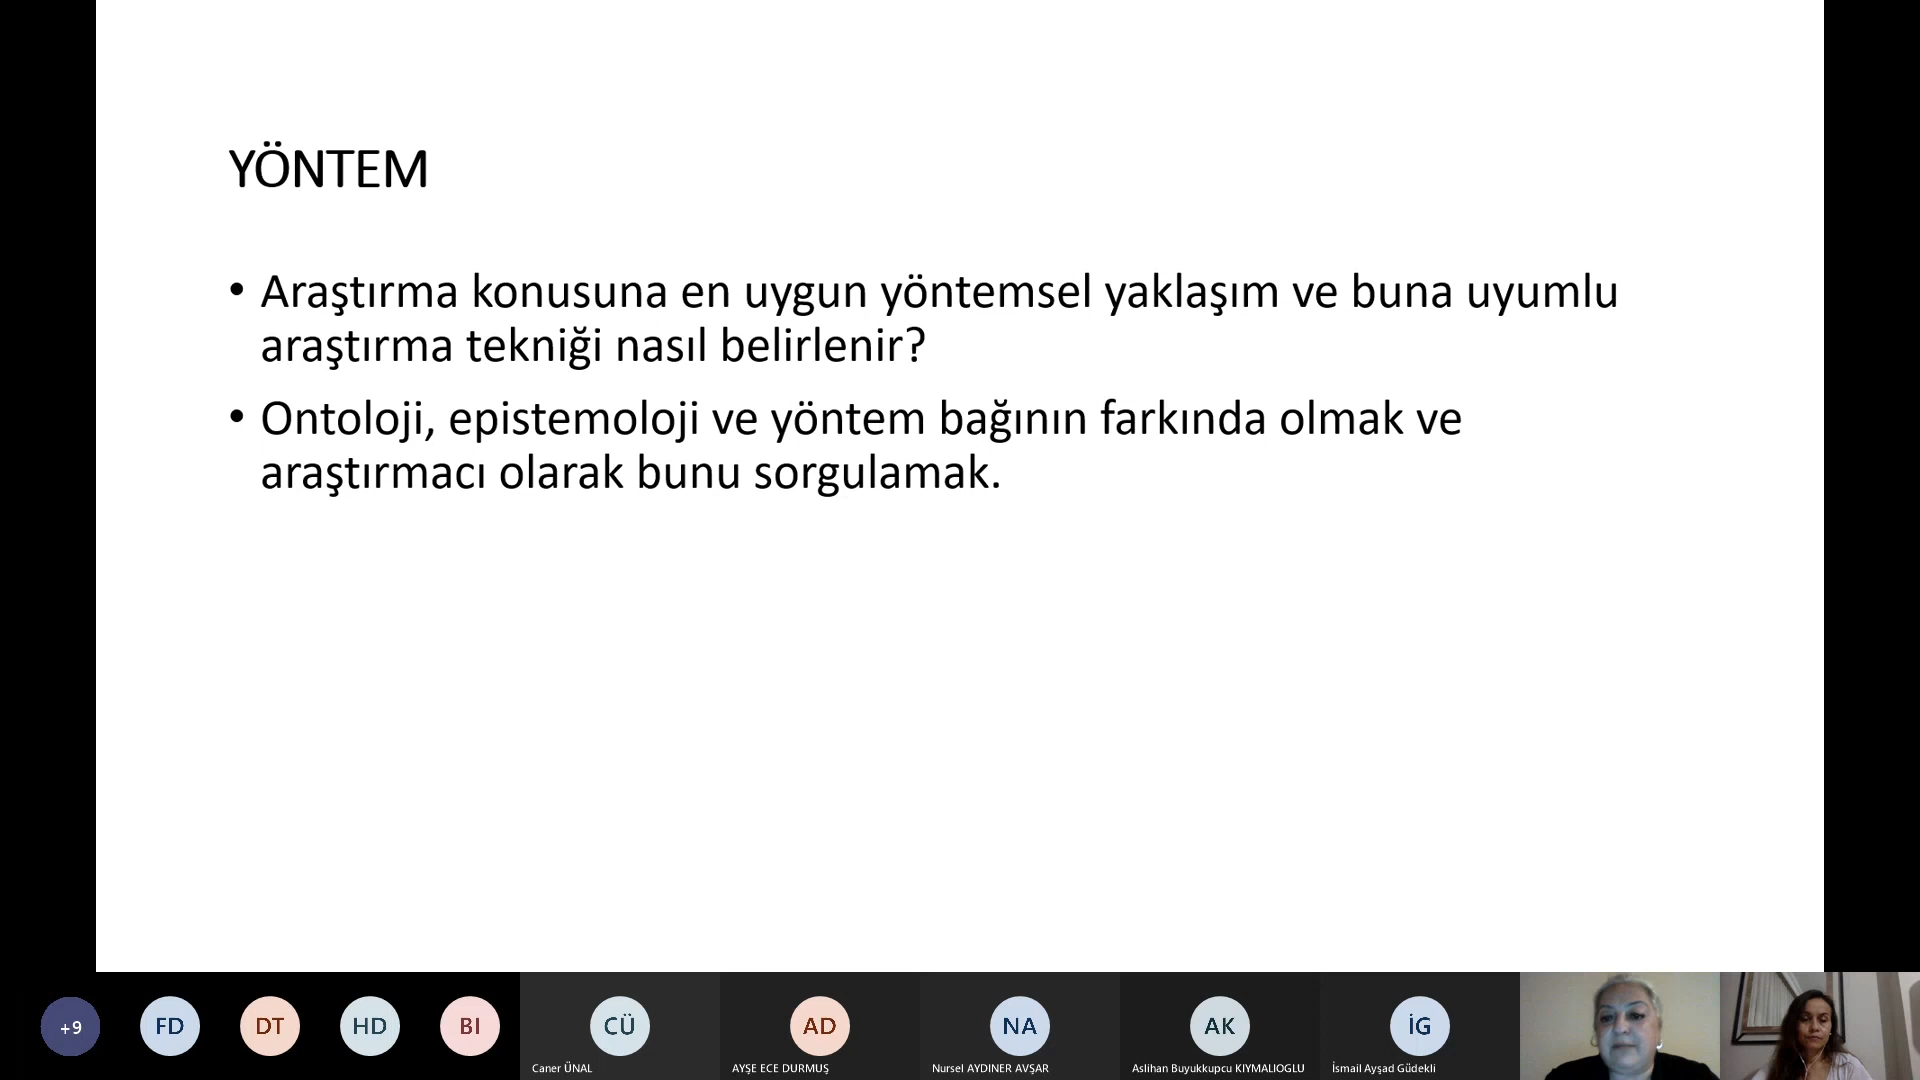 YÖNTEM
• Araştırma konusuna en uygun yöntemsel yaklaşım ve buna uyumlu
araştırma tekniği nasıl belirlenir?
• Ontoloji, epistemoloji ve yöntem bağının farkında olmak ve
araştırmacı olarak bunu sorgulamak.
+9
FD
DT
HD
BI
CÜ
AD
NA
AK
İG
Caner ÜNAL
AYŞE ECE DURMUŞ
Nursel AYDINER AVŞAR
Aslihan Buyukkupcu KIYMALIOGLU
İsmail Ayşad Güdekli